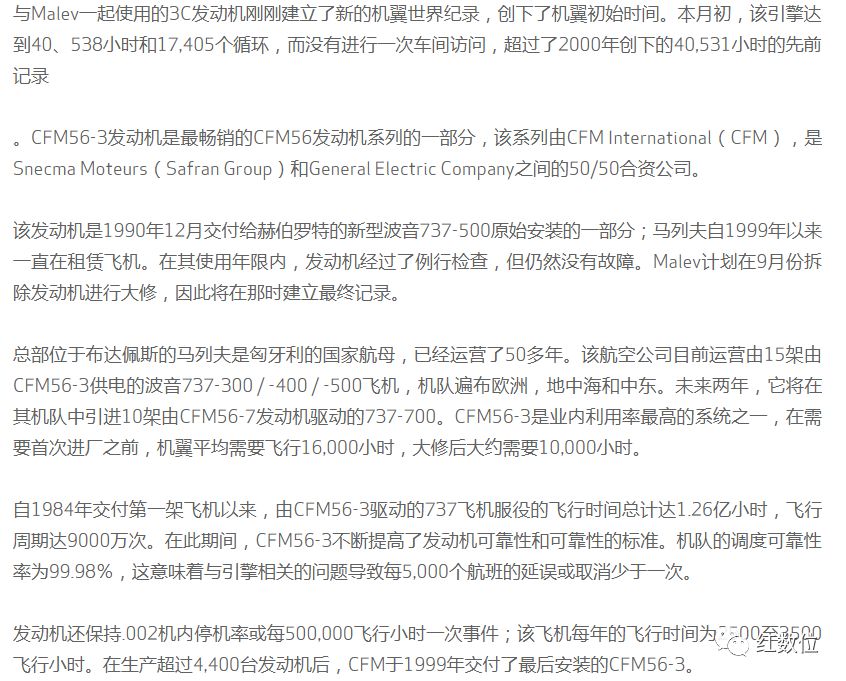 与Malev一起使用的3C发动机刚刚建立了新的机翼世界纪录，创下了机翼初始时间。本月初，该引擎达
到40、538小时和17,405个循环，而没有进行一次车间访问，超过了2000年创下的40,531小时的先前
记录
。CFM56-3发动机是最畅销的CFM56发动机系列的一部分，该系列由CFM International（CFM），是
Snecma Moteurs（Safran Group）和General Electric Company之间的50/50合资公司。
该发动机是1990年12月交付给赫伯罗特的新型波音737-500原始安装的一部分；马列夫自1999年以来
一直在租赁飞机。在其使用年限内，发动机经过了例行检查，但仍然没有故障。Malev计划在9月份拆
除发动机进行大修，因此将在那时建立最终记录。
总部位于布达佩斯的马列夫是匈牙利的国家航母，已经运营了50多年。该航空公司目前运营由15架由
CFM56-3供电的波音737-300 / -400 / -500飞机，机队遍布欧洲，地中海和中东。未来两年，它将在
其机队中引进10架由CFM56-7发动机驱动的737-700。CFM56-3是业内利用率最高的系统之一，在需
要首次进厂之前，机翼平均需要飞行16,000小时，大修后大约需要10,000小时。
自1984年交付第一架飞机以来，由CFM56-3驱动的737飞机服役的飞行时间总计达1.26亿小时，飞行
周期达9000万次。在此期间，CFM56-3不断提高了发动机可靠性和可靠性的标准。机队的调度可靠性
率为99.98%，这意味着与引擎相关的问题导致每5,000个航班的延误或取消少于一次。
发动机还保持.002机内停机率或每500,000飞行小时一次事件；该飞机每年的飞行时间为
飞行小时。在生产超过4,400台发动机后，CFM于1999年交付了最后安装的CFM56-3。
红数位